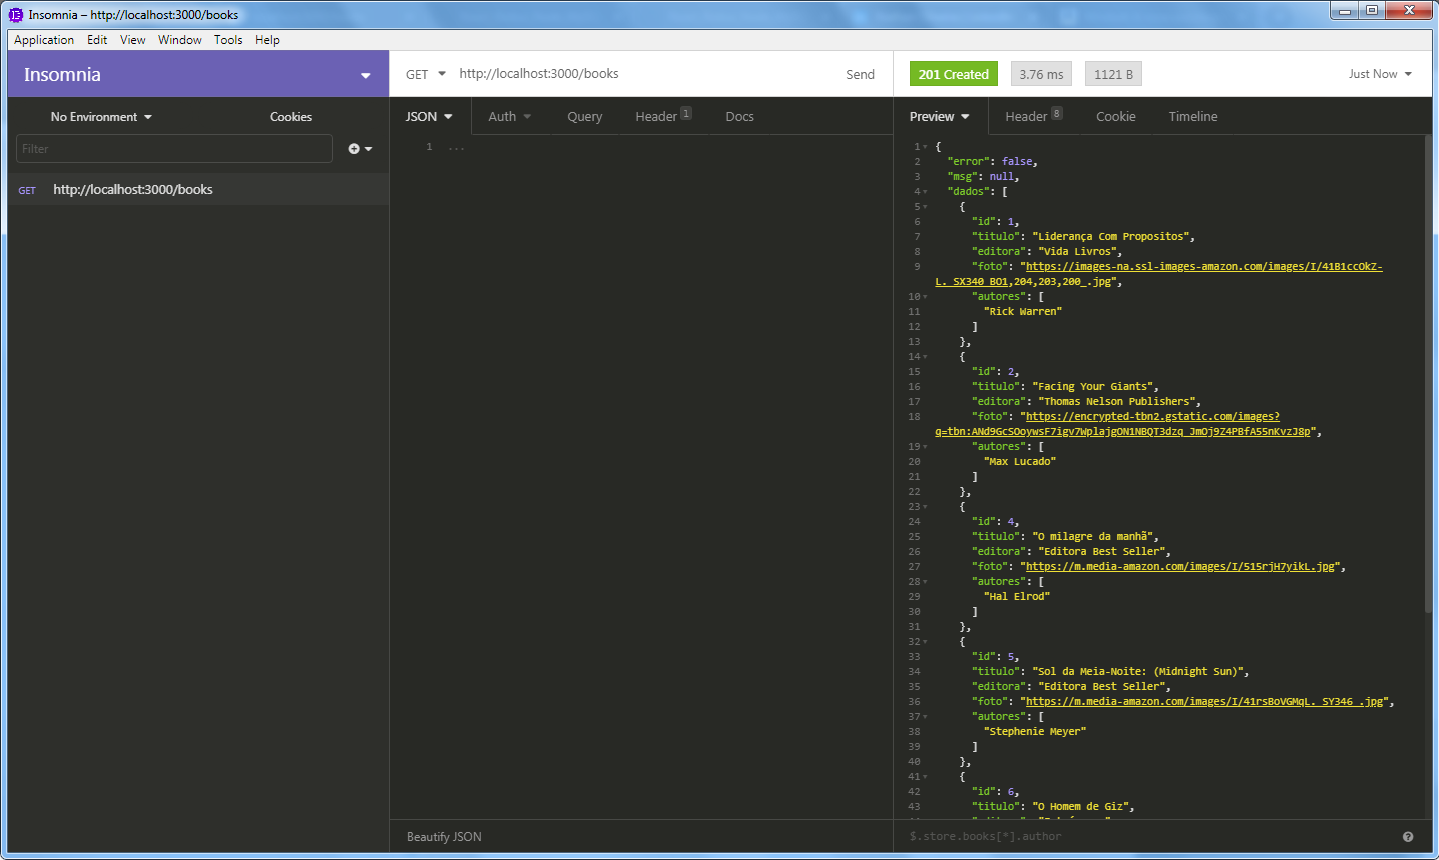 Insomnia – http://localhost:3000/books
Application Edit View Window Tools Help
Insomnia
GET http://localhost:3000/books Send
201 Created 3.76 ms 1121 B Just Now
No Environment Cookies
Filter
GET http://localhost:3000/books
JSON Auth Query Header 1 Docs
1 ...
Beautify JSON
Preview Header 8 Cookie Timeline
1 {
2 "error": false,
3 "msg": null,
4 "dados": [
5 {
6 "id": 1,
7 "titulo": "Liderança Com Propositos",
8 "editora": "Vida Livros",
9 "foto": "https://images-na.ssl-images-amazon.com/images/I/41B1ccOkZ-
L._SX340_BO1,204,203,200_.jpg",
10 "autores": [
11 "Rick Warren"
12 ]
13 },
14 {
15 "id": 2,
16 "titulo": "Facing Your Giants",
17 "editora": "Thomas Nelson Publishers",
18 "foto": "https://encrypted-tbn2.gstatic.com/images?
q=tbn:ANd9GcSOoywsF7igv7WplajgON1NBQT3dzq_JmOj9Z4PBfA55nKvzJ8p",
19 "autores": [
20 "Max Lucado"
21 ]
22 },
23 {
24 "id": 4,
25 "titulo": "O milagre da manhã",
26 "editora": "Editora Best Seller",
27 "foto": "https://m.media-amazon.com/images/I/515rjH7yikL.jpg",
28 "autores": [
29 "Hal Elrod"
30 ]
31 },
32 {
33 "id": 5,
34 "titulo": "Sol da Meia-Noite: (Midnight Sun)",
35 "editora": "Editora Best Seller",
36 "foto": "https://m.media-amazon.com/images/I/41rsBoVGMqL._SY346_.jpg",
37 "autores": [
38 "Stephenie Meyer"
39 ]
40 },
41 {
42 "id": 6,
43 "titulo": "O Homem de Giz",
$.store.books[*].author